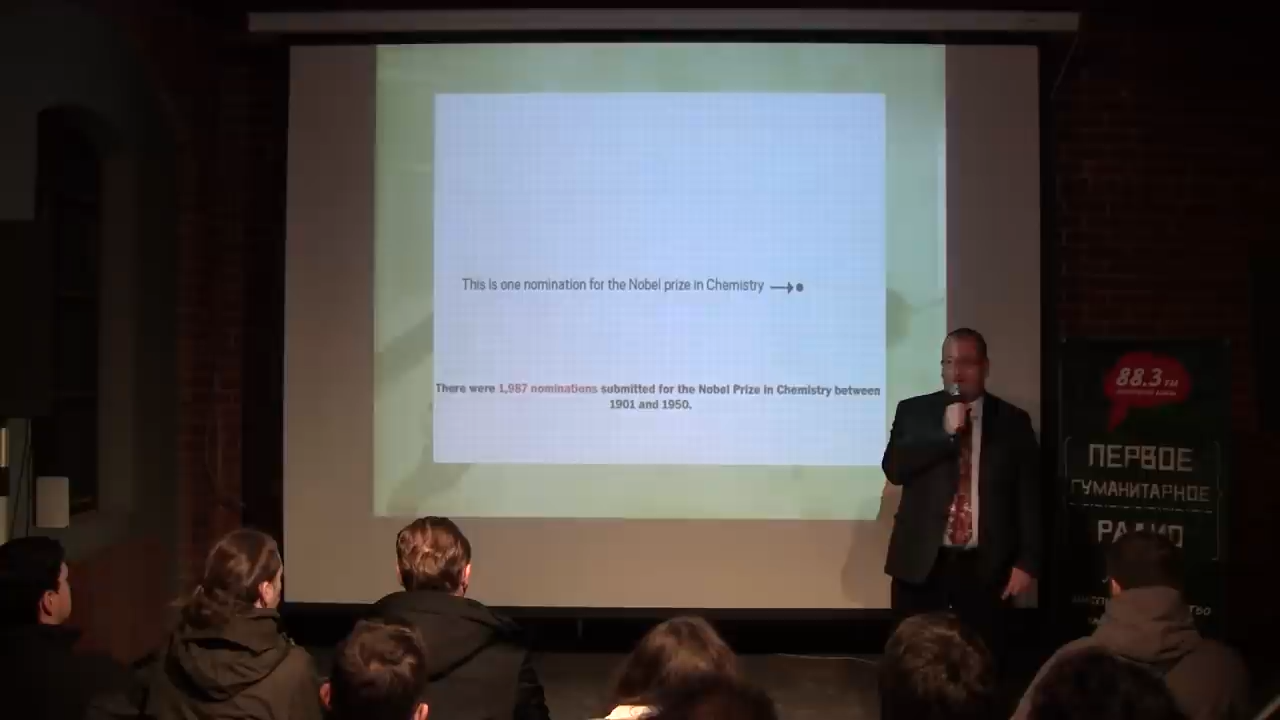 This is one nomination for the Nobel prize in Chemistry
There were 1,987 nominations submitted for the Nobel Prize in Chemistry between
1901 and 1950.
88.3 FM
ПЕРВОЕ
ГУМАНИТАРНОЕ
РАДИО